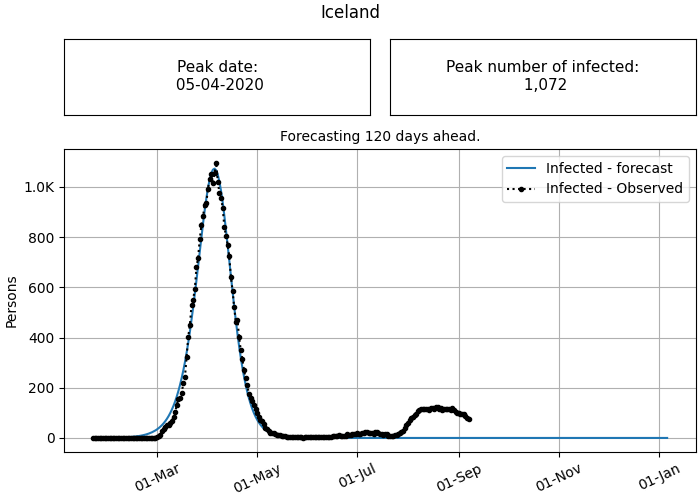 Iceland
Peak date:
05-04-2020
Peak number of infected:
1,072
Forecasting 120 days ahead.
Infected - forecast
Infected - Observed
1.0K
800
600
400
200
0
Persons
01-Mar
01-May
01-Jul
01-Sep
01-Nov
01-Jan